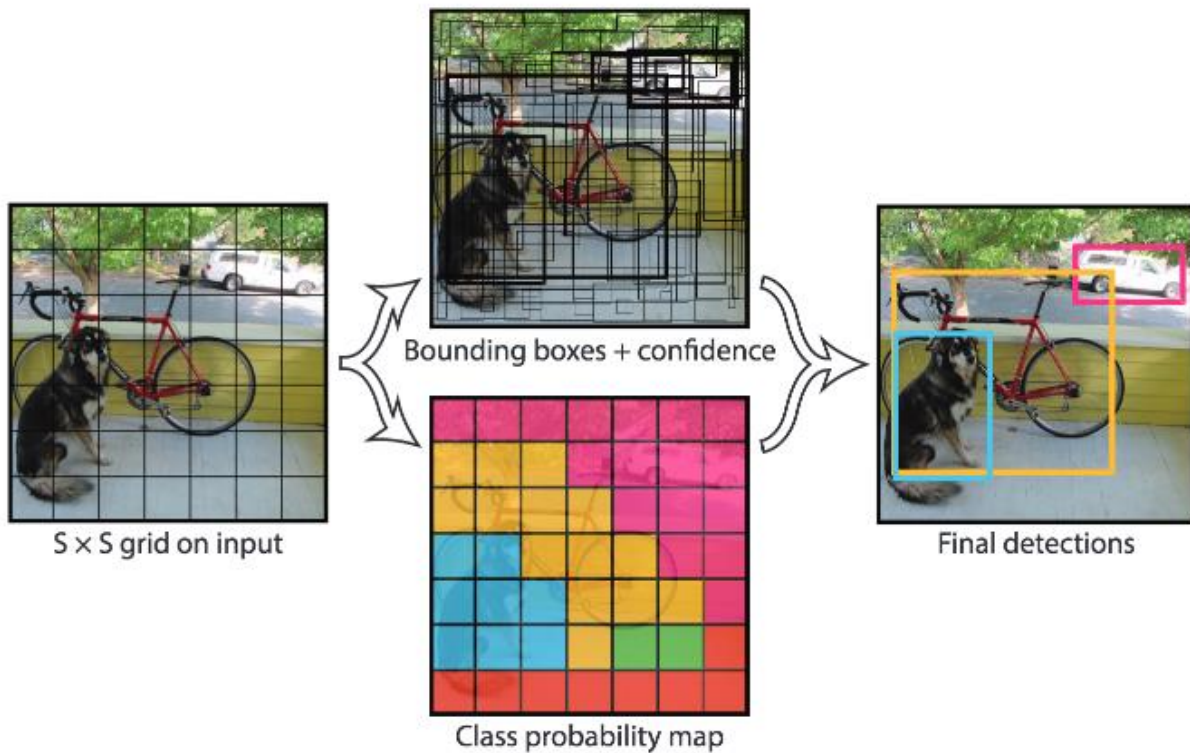 Bounding boxes + confidence
S × S grid on input
Final detections
Class probability map